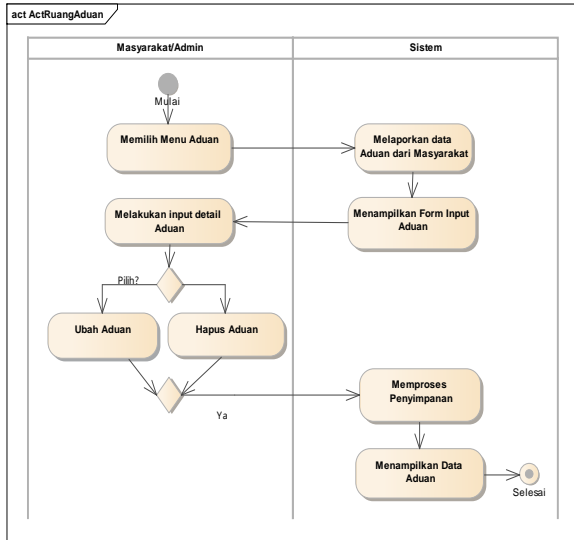 act ActRuangAduan
Masyarakat/Admin
Sistem
Mulai
Memilih Menu Aduan
Melaporkan data
Aduan dari Masyarakat
Melakukan input detail
Aduan
Menampilkan Form Input
Aduan
Pilih?
Ubah Aduan
Hapus Aduan
Ya
Memproses
Penyimpanan
Menampilkan Data
Aduan
Selesai